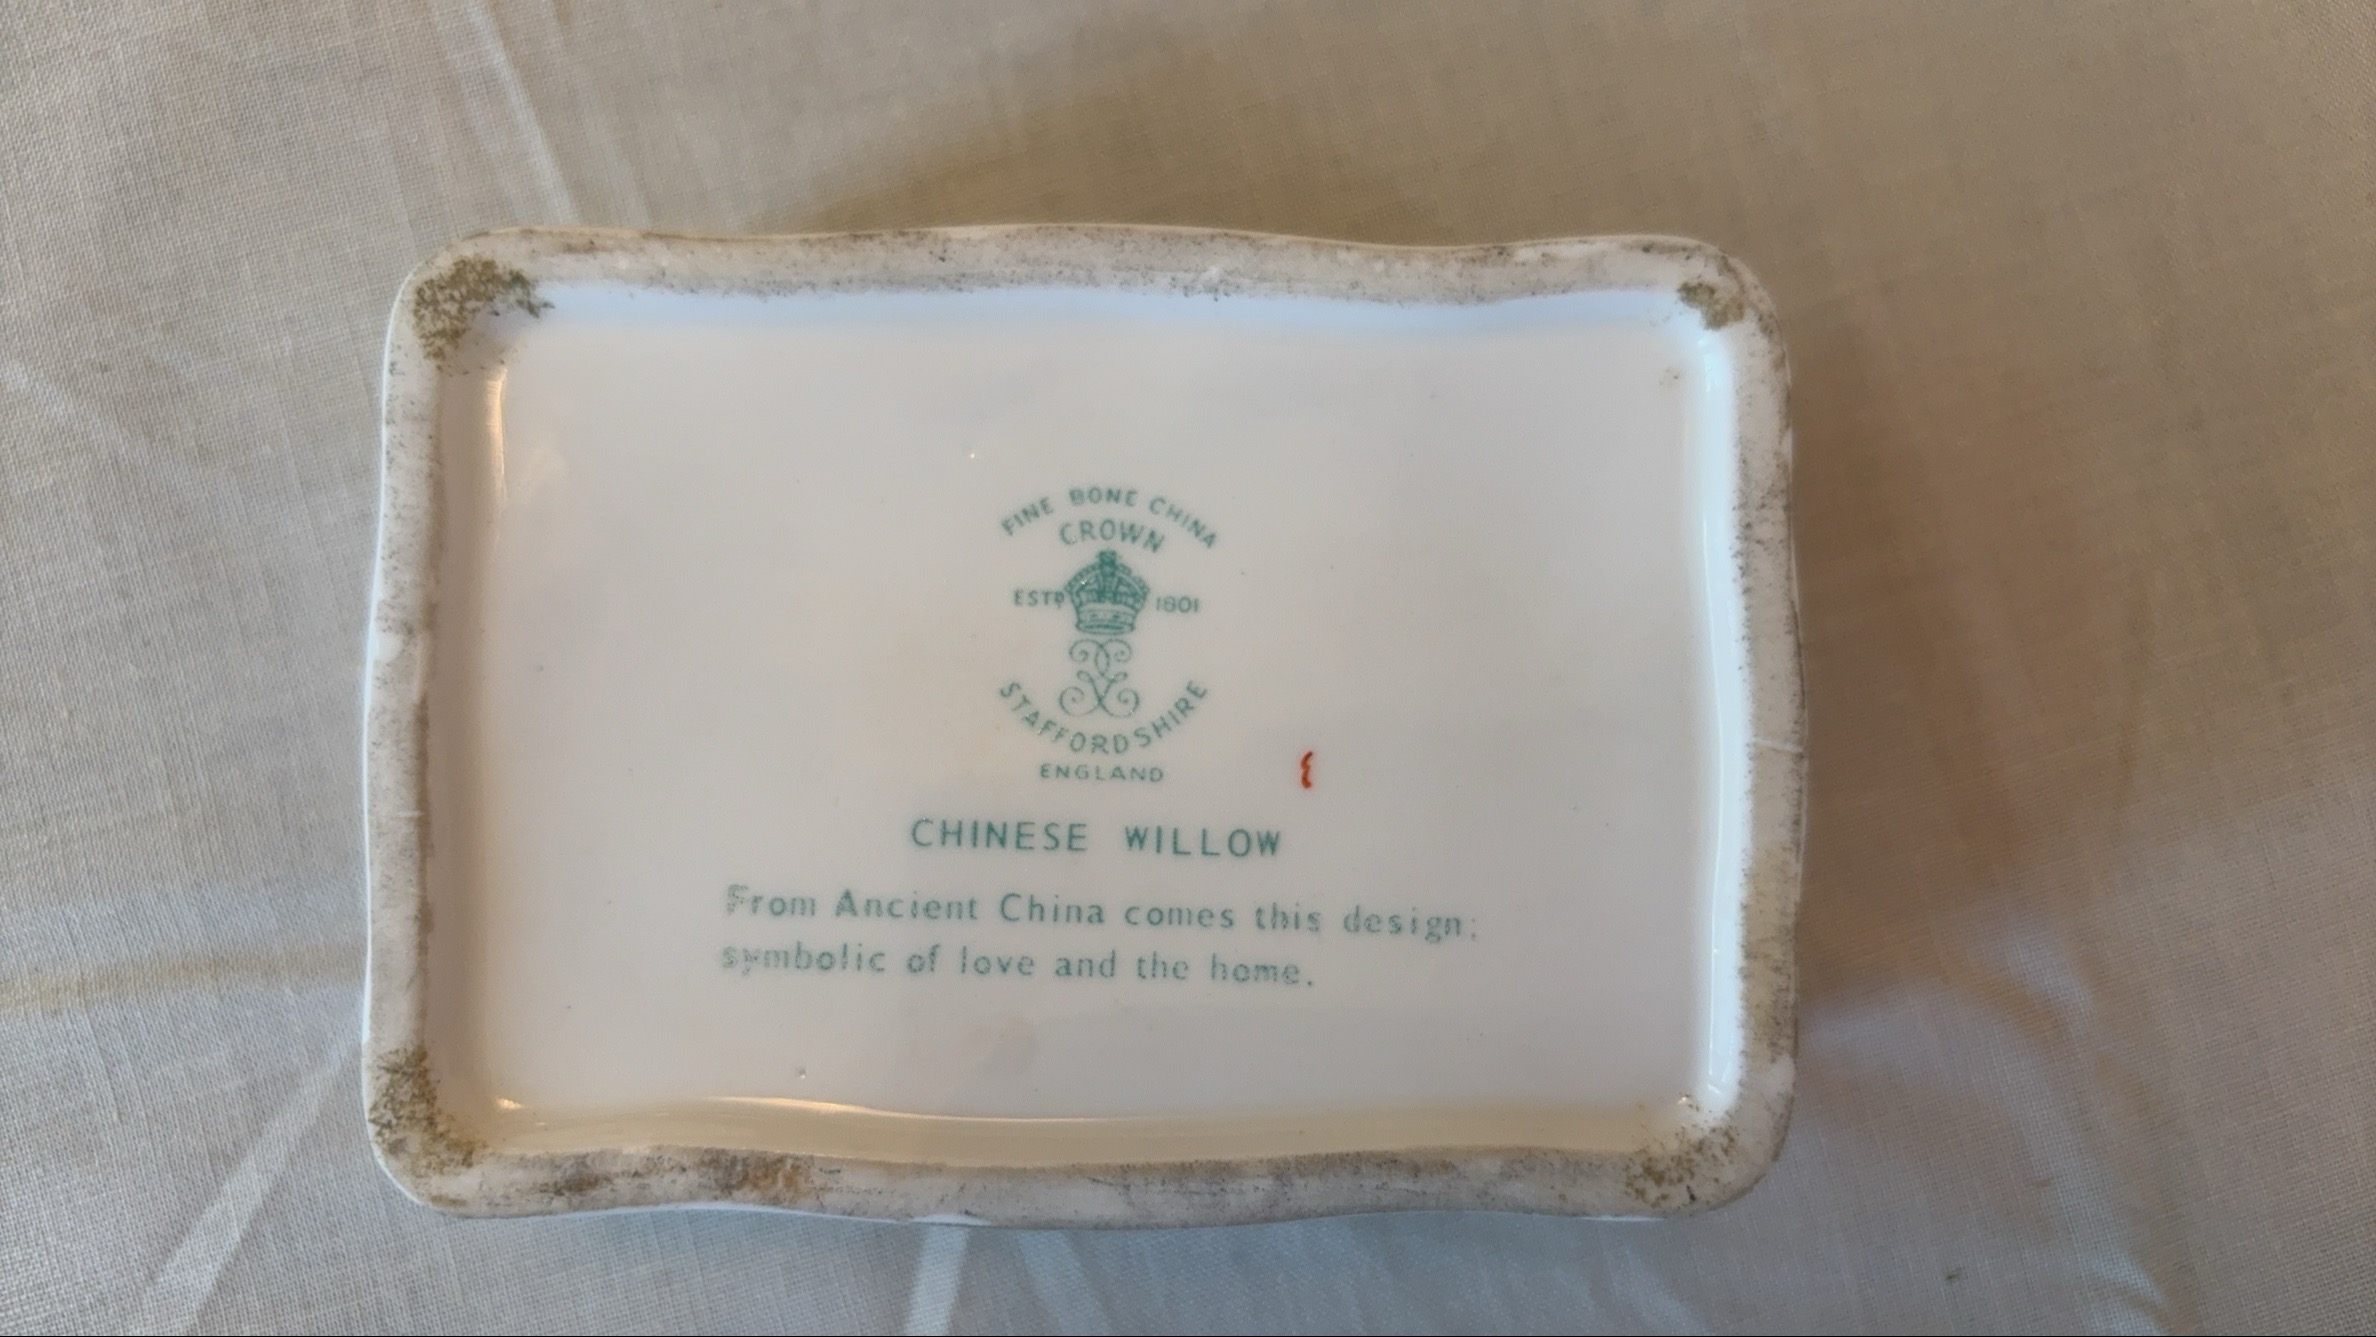 FINE BONE CHINA
CROWN
ESTD 1801
STAFFORDSHIRE
ENGLAND
CHINESE WILLOW
From Ancient China comes this design;
symbolic of love and the home.